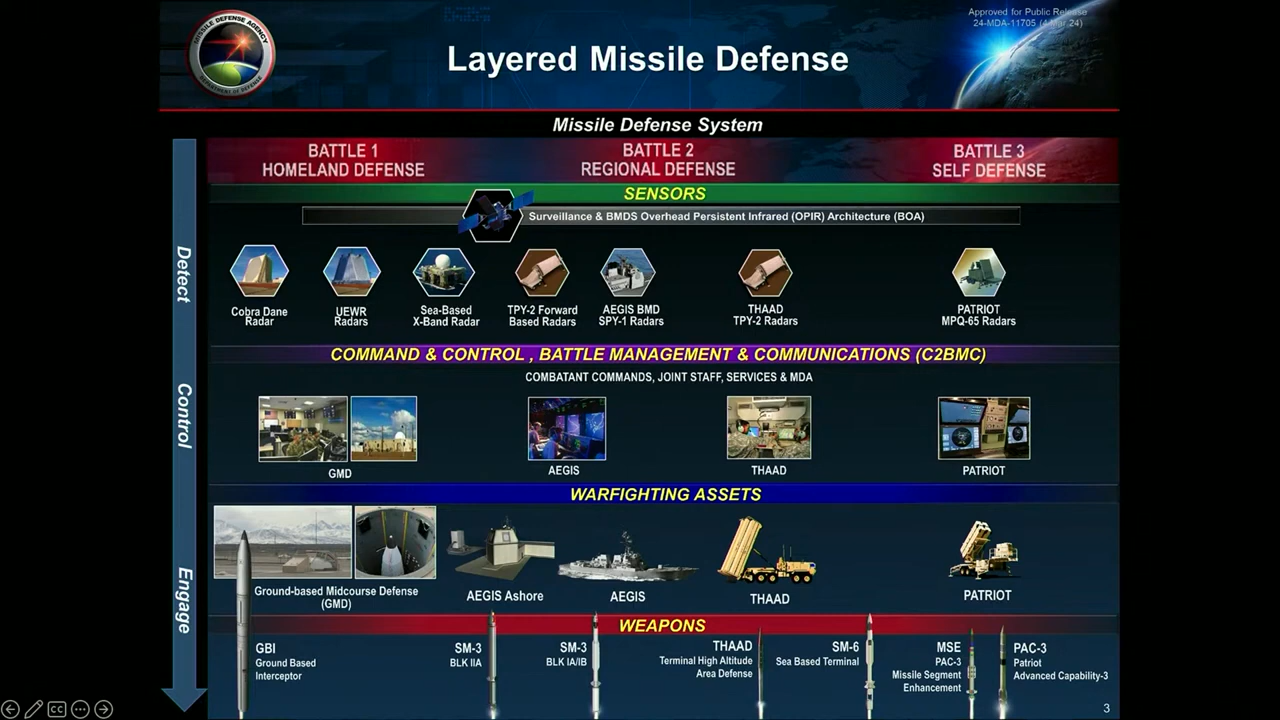 Approved for Public Release
24-MDA-11705 (4 Mar 24)
MISSILE DEFENSE AGENCY
DEPARTMENT OF DEFENSE
Layered Missile Defense
Missile Defense System
BATTLE 1
HOMELAND DEFENSE
BATTLE 2
REGIONAL DEFENSE
BATTLE 3
SELF DEFENSE
SENSORS
Surveillance & BMDS Overhead Persistent Infrared (OPIR) Architecture (BOA)
Detect
Cobra Dane
Radar
UEWR
Radars
Sea-Based
X-Band Radar
TPY-2 Forward
Based Radars
AEGIS BMD
SPY-1 Radars
THAAD
TPY-2 Radars
PATRIOT
MPQ-65 Radars
COMMAND & CONTROL , BATTLE MANAGEMENT & COMMUNICATIONS (C2BMC)
COMBATANT COMMANDS, JOINT STAFF, SERVICES & MDA
Control
GMD
AEGIS
THAAD
PATRIOT
WARFIGHTING ASSETS
Engage
Ground-based Midcourse Defense
(GMD)
AEGIS Ashore
AEGIS
THAAD
PATRIOT
WEAPONS
GBI
Ground Based
Interceptor
SM-3
BLK IIA
SM-3
BLK IA/IB
THAAD
Terminal High Altitude
Area Defense
SM-6
Sea Based Terminal
MSE
PAC-3
Missile Segment
Enhancement
PAC-3
Patriot
Advanced Capability-3
3
CC